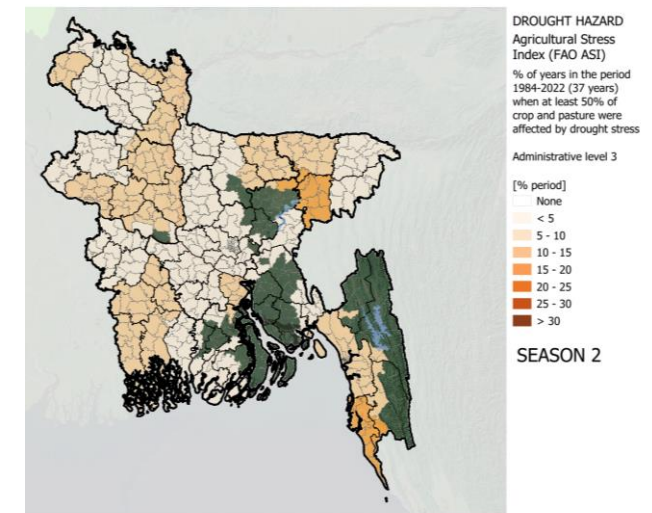 DROUGHT HAZARD
Agricultural Stress
Index (FAO ASI)
% of years in the period
1984-2022 (37 years)
when at least 50% of
crop and pasture were
affected by drought stress
Administrative level 3
[% period]
None
< 5
5 - 10
10 - 15
15 - 20
20 - 25
25 - 30
> 30
SEASON 2